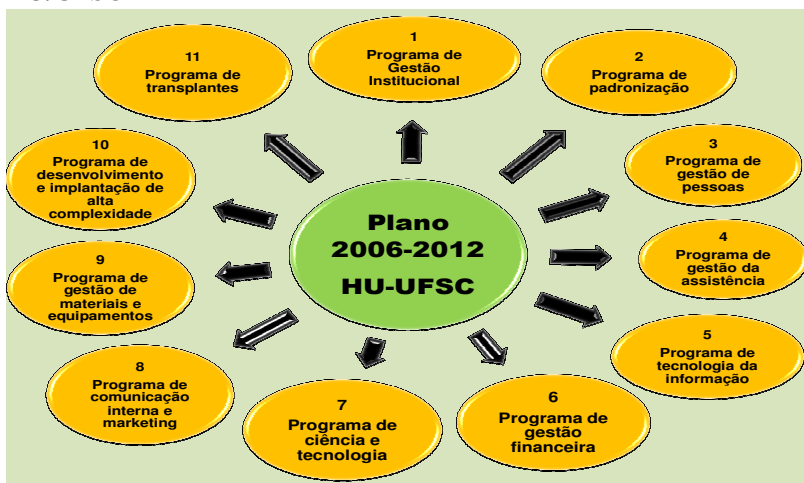 Plano
2006-2012
HU-UFSC
1
Programa de
Gestão
Institucional
2
Programa de
padronização
3
Programa de
gestão de
pessoas
4
Programa de
gestão da
assistência
5
Programa de
tecnologia da
informação
6
Programa de
gestão
financeira
7
Programa de
ciência e
tecnologia
8
Programa de
comunicação
interna e
marketing
9
Programa de
gestão de
materiais e
equipamentos
10
Programa de
desenvolvimento
e implantação de
alta
complexidade
11
Programa de
transplantes